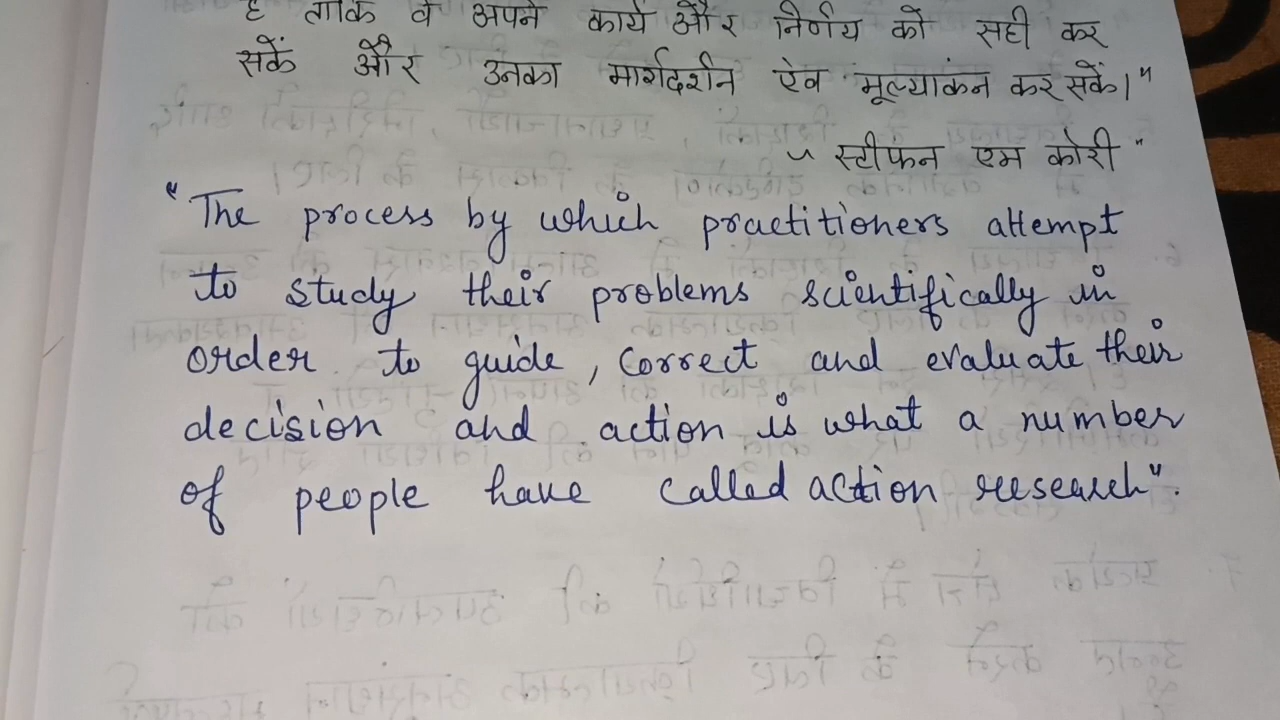 है ताकि वे अपने कार्य और निर्णय को सही कर
सकें और उनका मार्गदर्शन ऐंव मूल्याकंन कर सकें।"
" स्टीफन एम कोरी "
"The process by which practitioners attempt
to study their problems scientifically in
order to guide, correct and evaluate their
decision and action is what a number
of people have called action research".